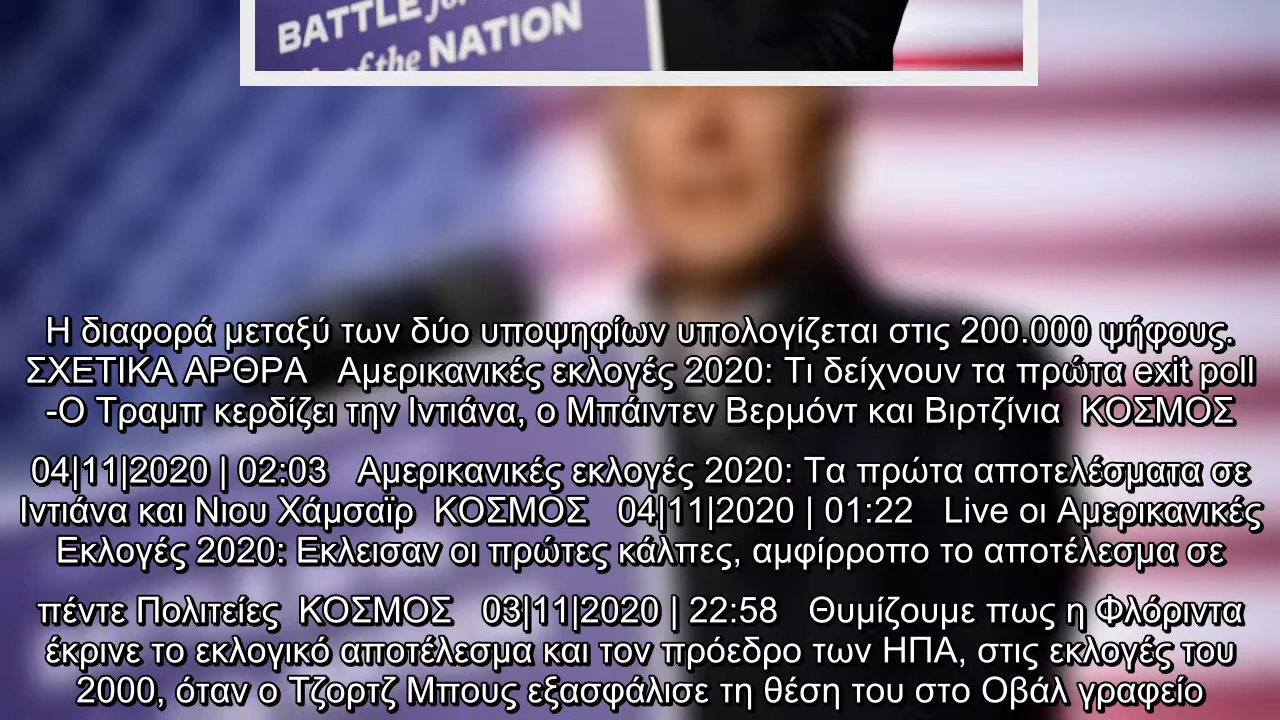 BATTLE for
of the NATION
Η διαφορά μεταξύ των δύο υποψηφίων υπολογίζεται στις 200.000 ψήφους.
ΣΧΕΤΙΚΑ ΑΡΘΡΑ Αμερικανικές εκλογές 2020: Τι δείχνουν τα πρώτα exit poll
-Ο Τραμπ κερδίζει την Ιντιάνα, ο Μπάιντεν Βερμόντ και Βιρτζίνια ΚΟΣΜΟΣ
04|11|2020 | 02:03 Αμερικανικές εκλογές 2020: Τα πρώτα αποτελέσματα σε
Ιντιάνα και Νιου Χάμσαϊρ ΚΟΣΜΟΣ 04|11|2020 | 01:22 Live οι Αμερικανικές
Εκλογές 2020: Εκλεισαν οι πρώτες κάλπες, αμφίρροπο το αποτέλεσμα σε
πέντε Πολιτείες ΚΟΣΜΟΣ 03|11|2020 | 22:58 Θυμίζουμε πως η Φλόριντα
έκρινε το εκλογικό αποτέλεσμα και τον πρόεδρο των ΗΠΑ, στις εκλογές του
2000, όταν ο Τζορτζ Μπους εξασφάλισε τη θέση του στο Οβάλ γραφείο